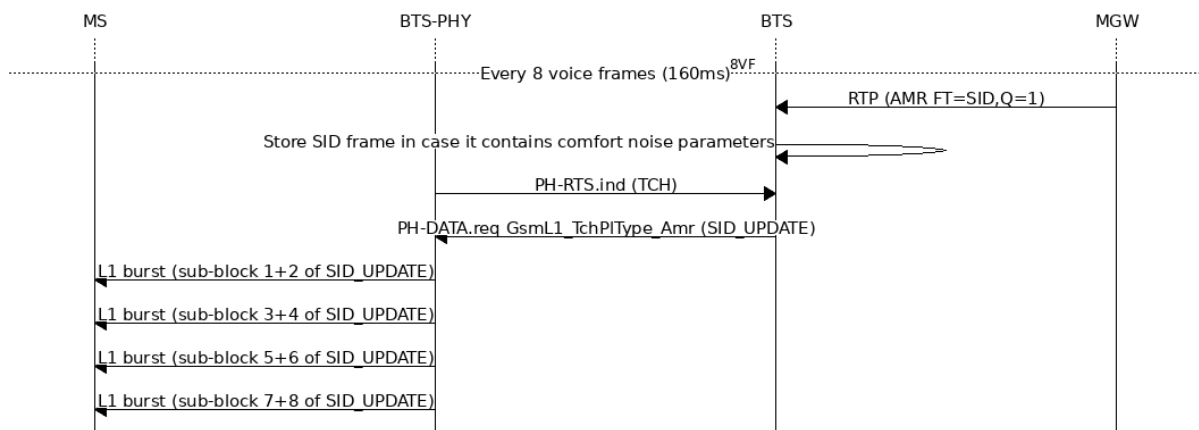 MS BTS-PHY BTS MGW
Every 8 voice frames (160ms) 8VF
RTP (AMR FT=SID,Q=1)
Store SID frame in case it contains comfort noise parameters
PH-RTS.ind (TCH)
PH-DATA.req GsmL1_TchPlType_Amr (SID_UPDATE)
L1 burst (sub-block 1+2 of SID_UPDATE)
L1 burst (sub-block 3+4 of SID_UPDATE)
L1 burst (sub-block 5+6 of SID_UPDATE)
L1 burst (sub-block 7+8 of SID_UPDATE)